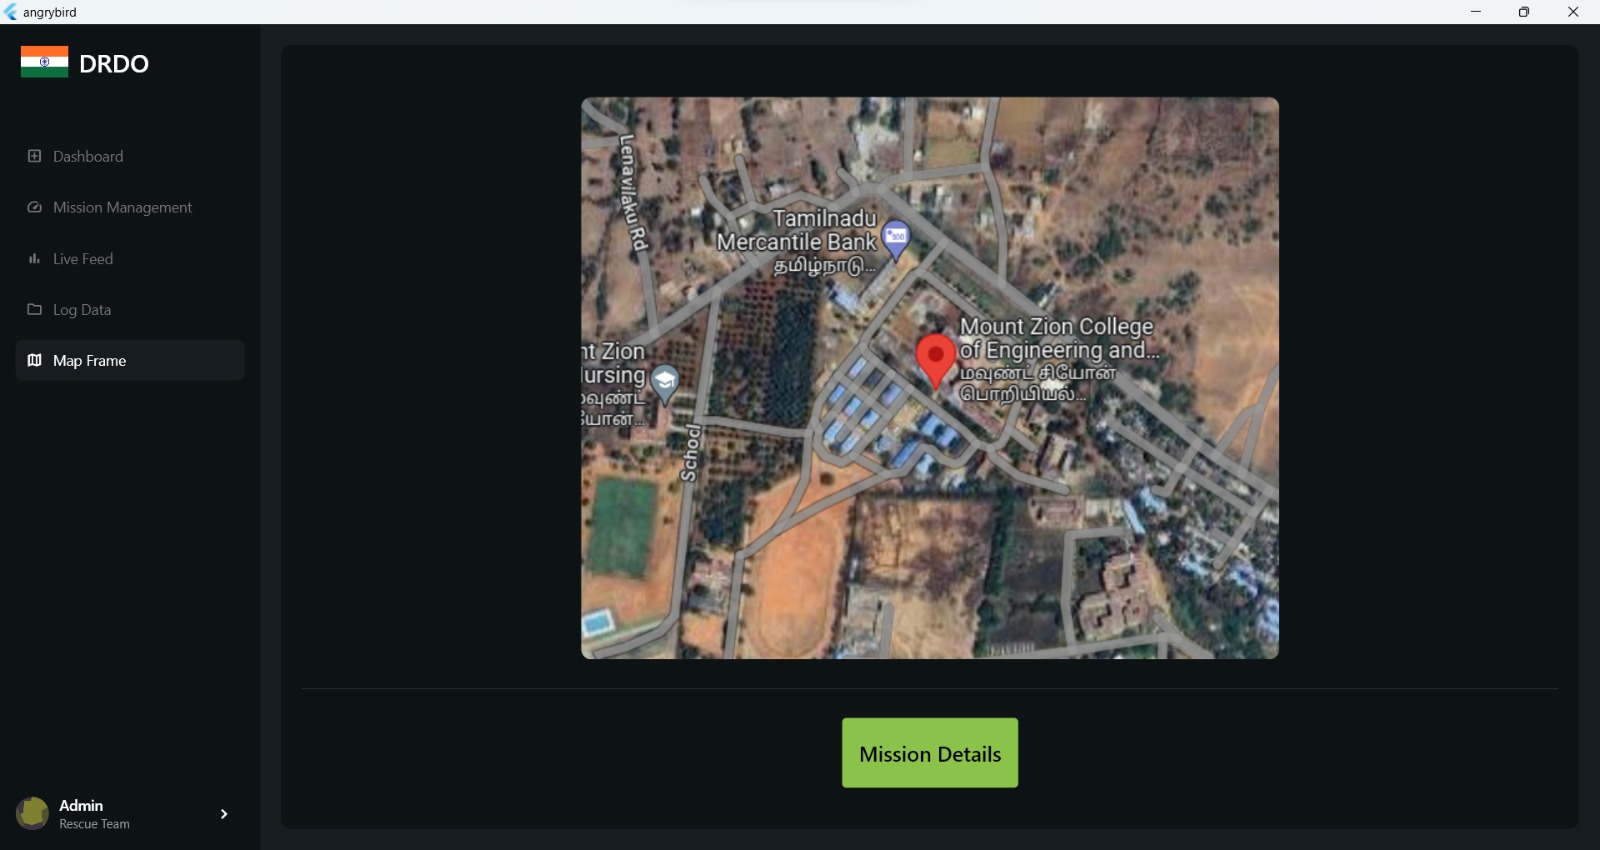 angrybird
DRDO
Dashboard
Mission Management
Live Feed
Log Data
Map Frame
Admin
Rescue Team
Lenavilaku Rd
Tamilnadu
Mercantile Bank
தமிழ்நாடு...
Mount Zion College
of Engineering and...
மவுண்ட் சியோன்
பொறியியல்...
nt Zion
ursing
வுண்ட்
யோன்...
School
Mission Details